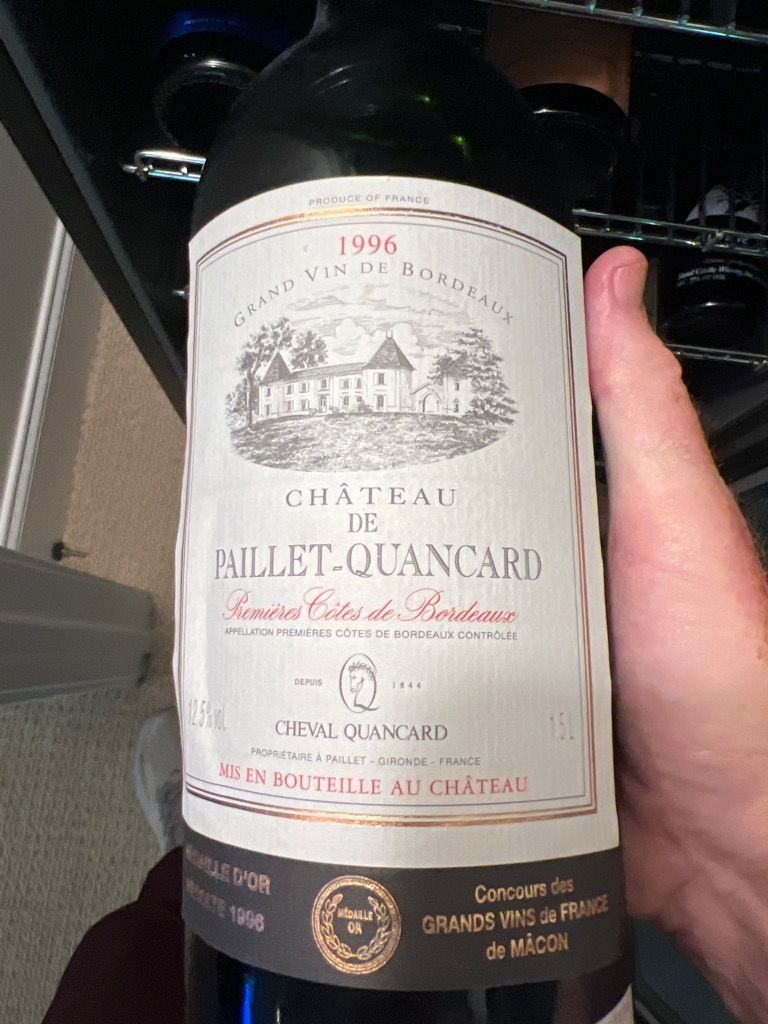 PRODUCE OF FRANCE
1996
GRAND VIN DE BORDEAUX
CHÂTEAU
DE
PAILLET-QUANCARD
Premières Côtes de Bordeaux
APPELLATION PREMIÈRES CÔTES DE BORDEAUX CONTRÔLÉE
DEPUIS 1844
12.5% VOL
CHEVAL QUANCARD
1.5 L
PROPRIÉTAIRE À PAILLET - GIRONDE - FRANCE
MIS EN BOUTEILLE AU CHÂTEAU
MÉDAILLE D'OR
1996
MÉDAILLE
OR
Concours des
GRANDS VINS de FRANCE
de MÂCON